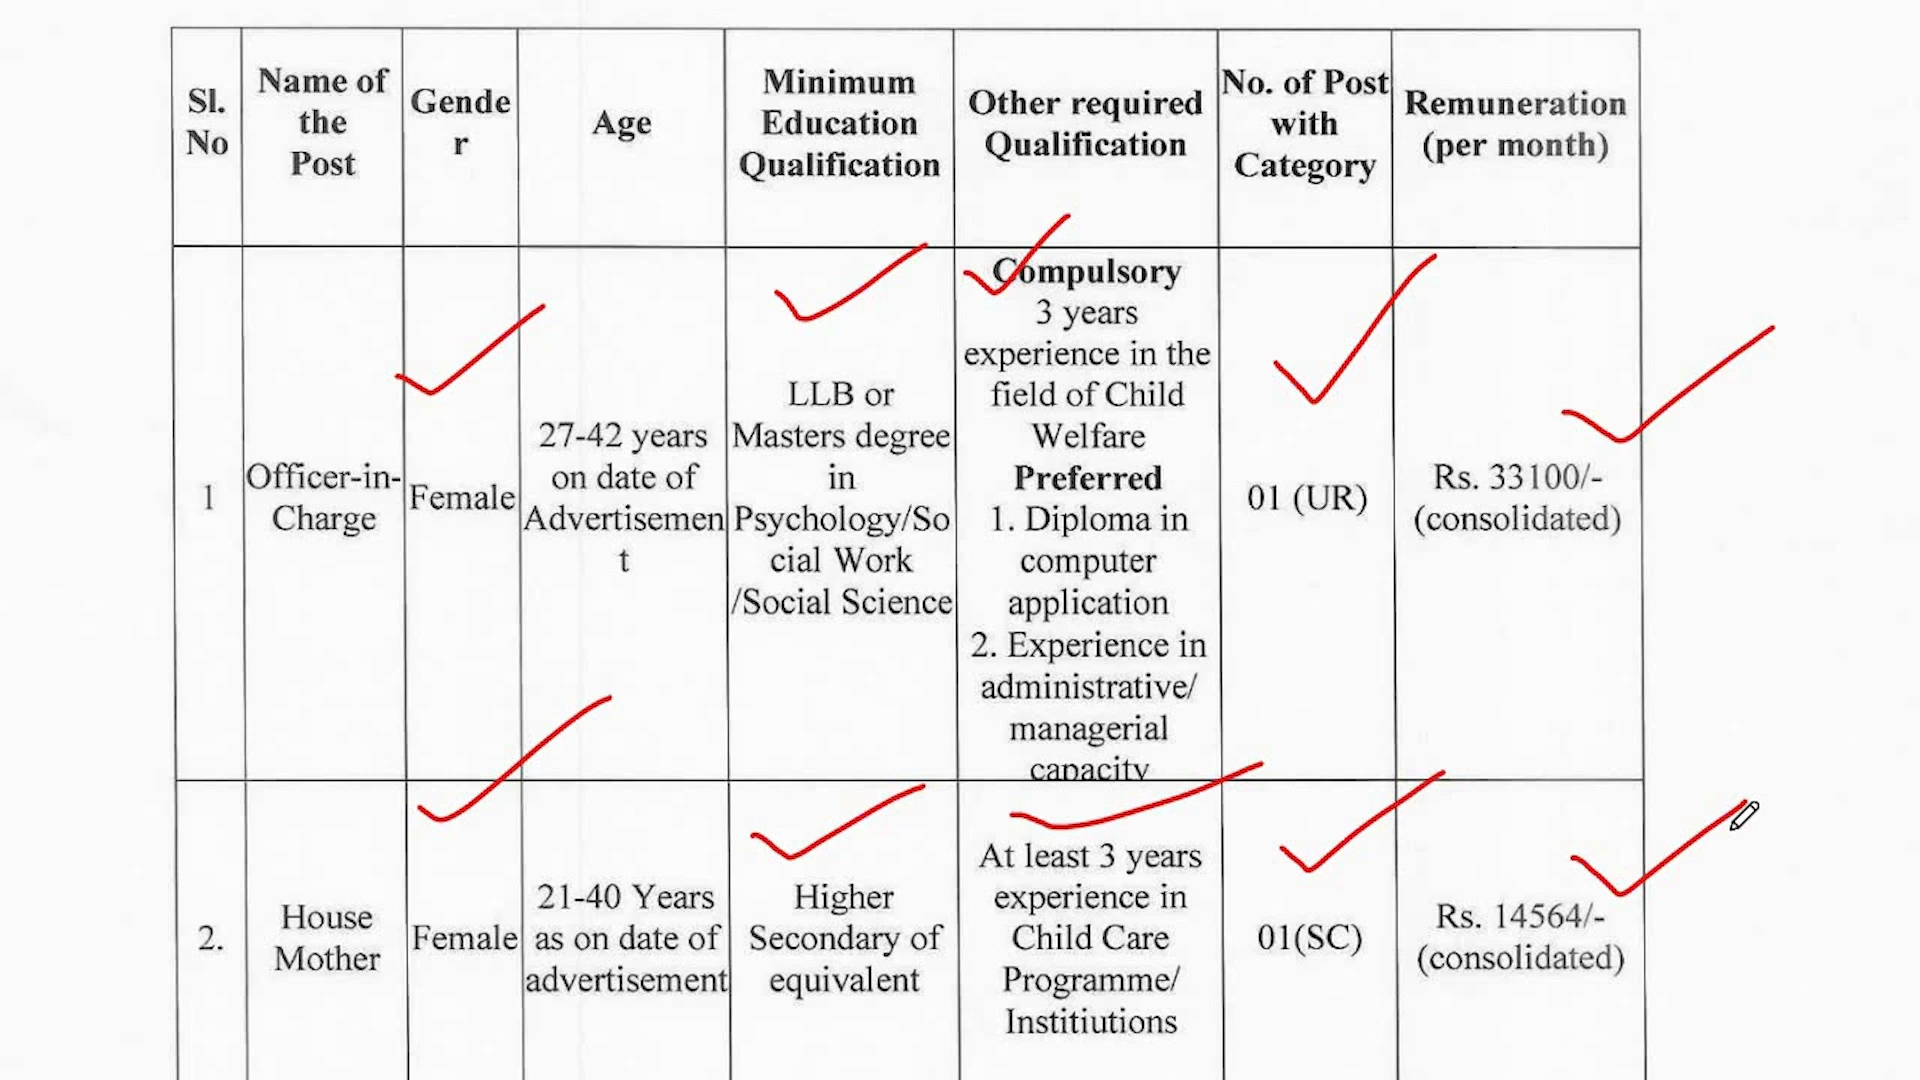 Sl.
No
Name of
the
Post
Gende
r
Age
Minimum
Education
Qualification
Other required
Qualification
No. of Post
with
Category
Remuneration
(per month)
1
Officer-in-
Charge
Female
27-42 years
on date of
Advertisemen
t
LLB or
Masters degree
in
Psychology/So
cial Work
/Social Science
Compulsory
3 years
experience in the
field of Child
Welfare
Preferred
1. Diploma in
computer
application
2. Experience in
administrative/
managerial
capacity
01 (UR)
Rs. 33100/-
(consolidated)
2.
House
Mother
Female
21-40 Years
as on date of
advertisement
Higher
Secondary of
equivalent
At least 3 years
experience in
Child Care
Programme/
Institiutions
01(SC)
Rs. 14564/-
(consolidated)